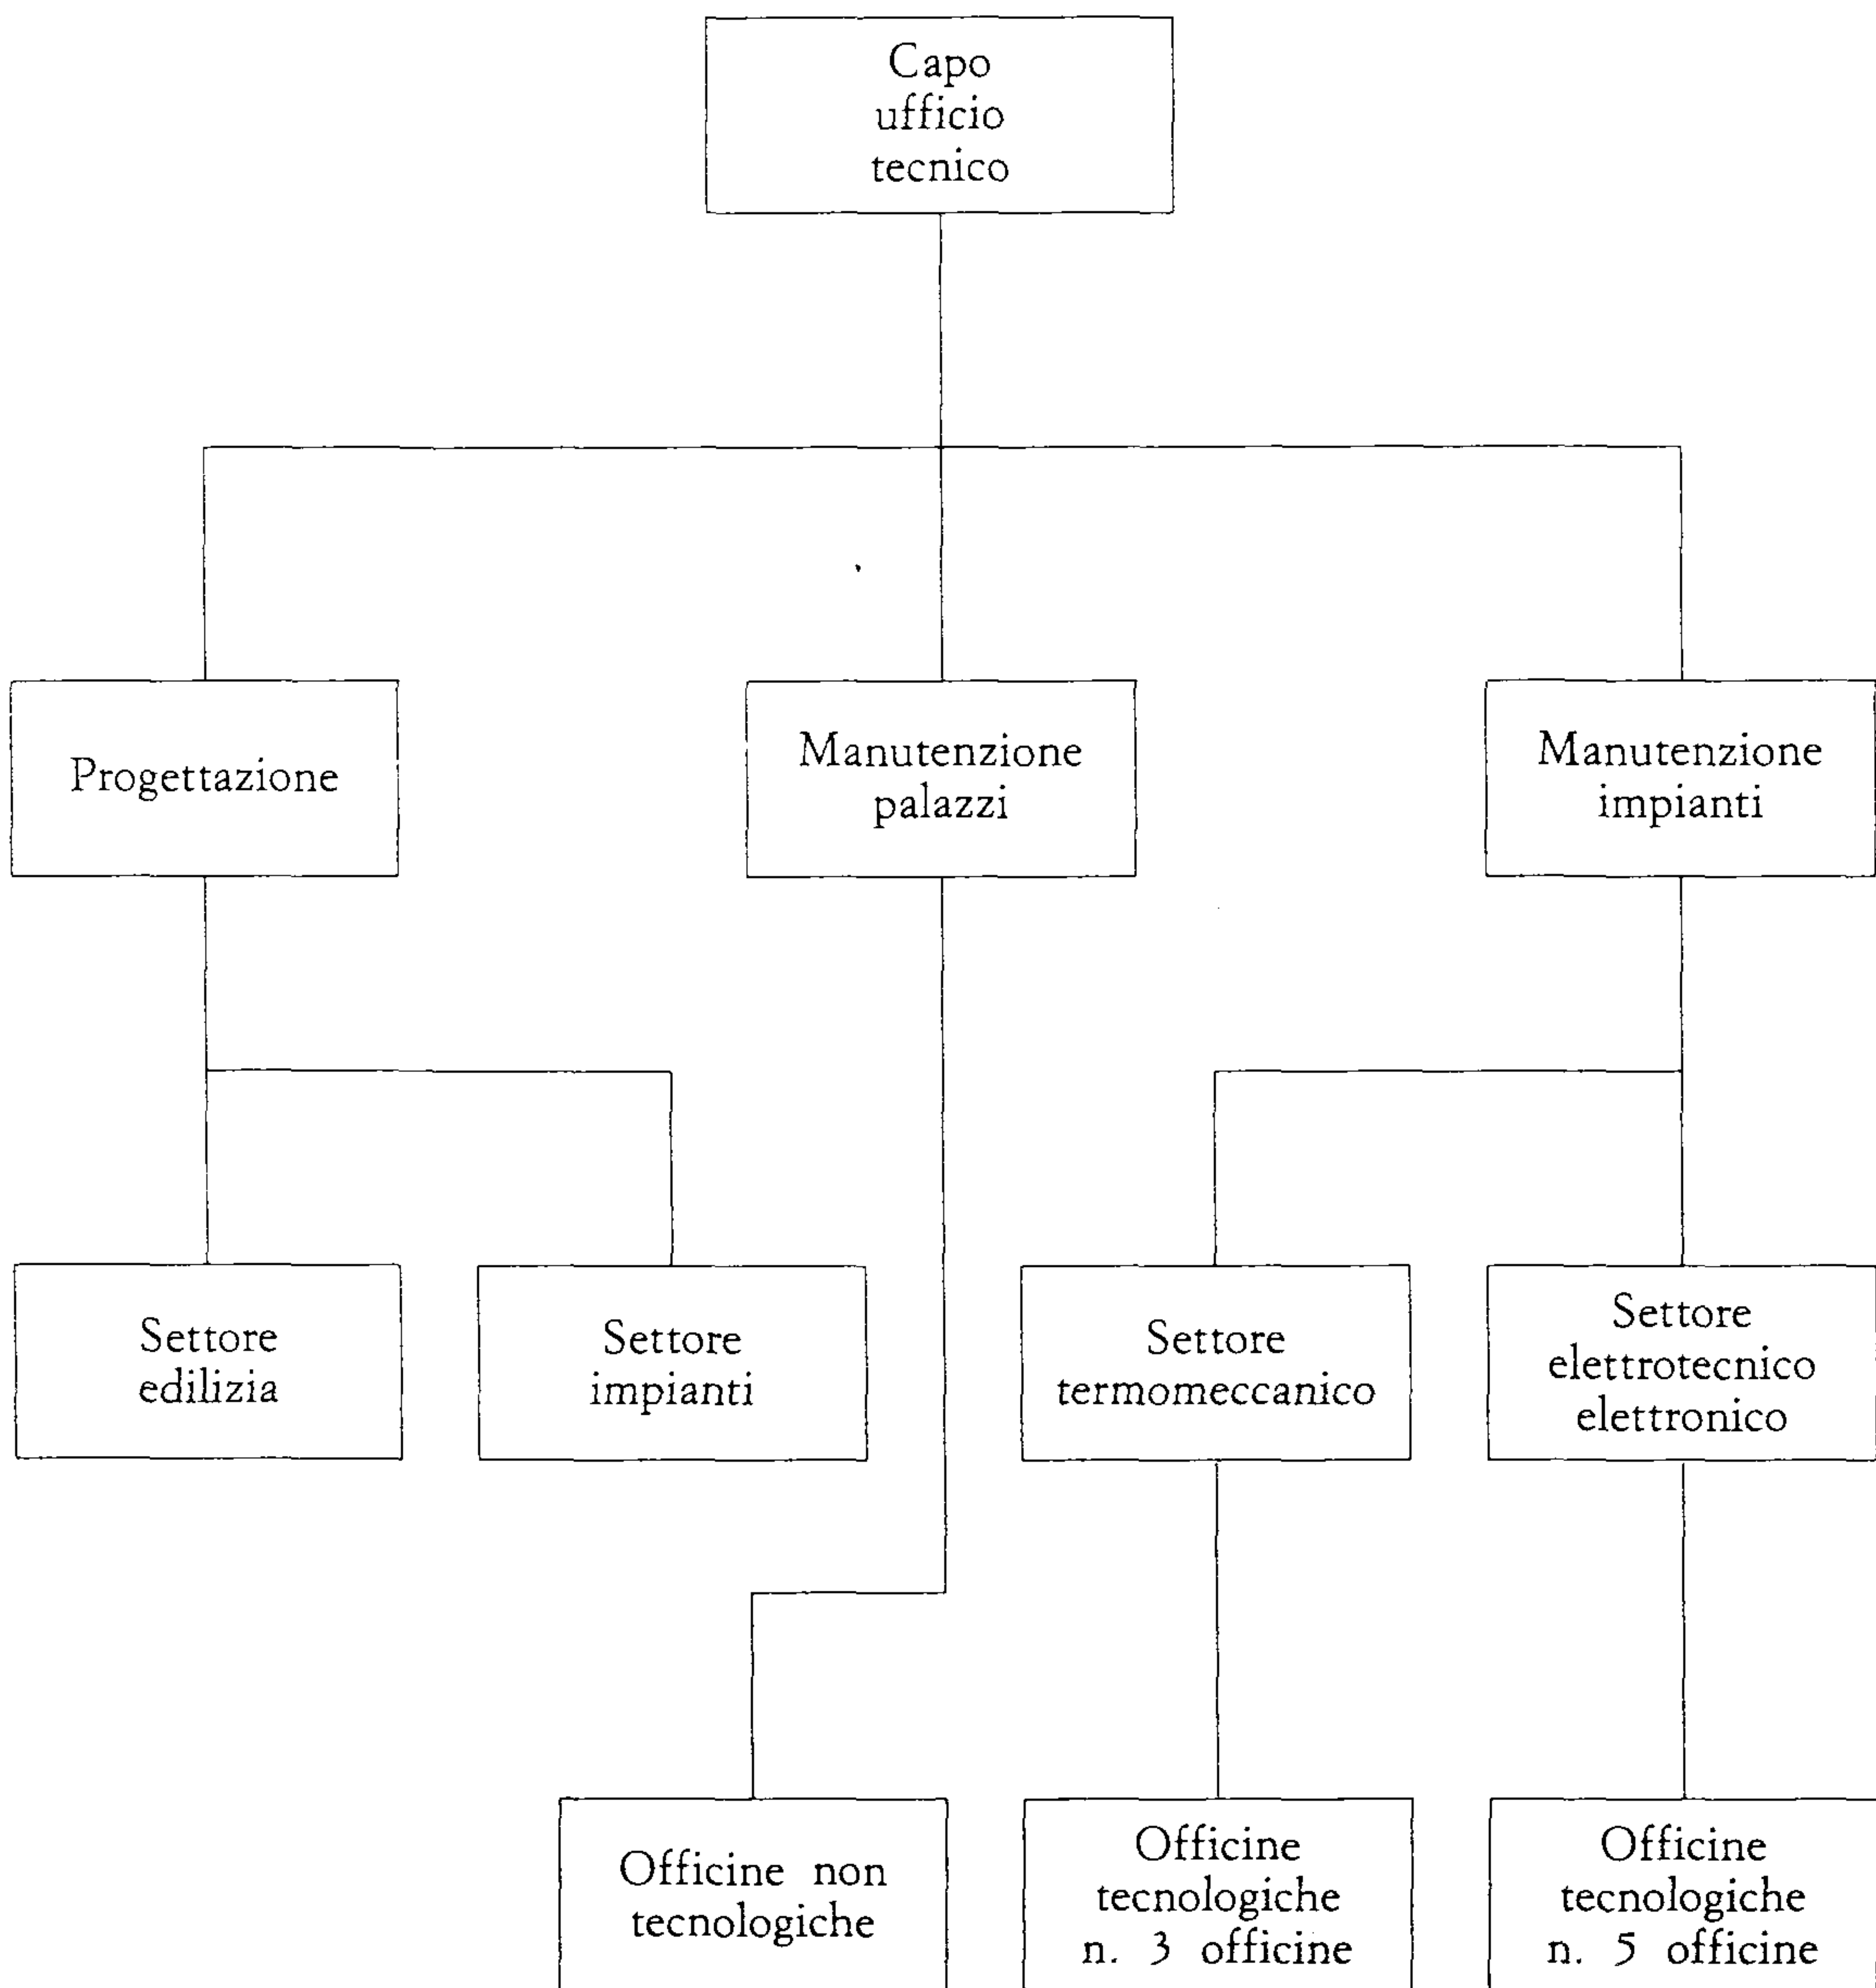 Capo
ufficio
tecnico
Progettazione
Manutenzione
palazzi
Manutenzione
impianti
Settore
edilizia
Settore
impianti
Settore
termomeccanico
Settore
elettrotecnico
elettronico
Officine non
tecnologiche
Officine
tecnologiche
n. 3 officine
Officine
tecnologiche
n. 5 officine